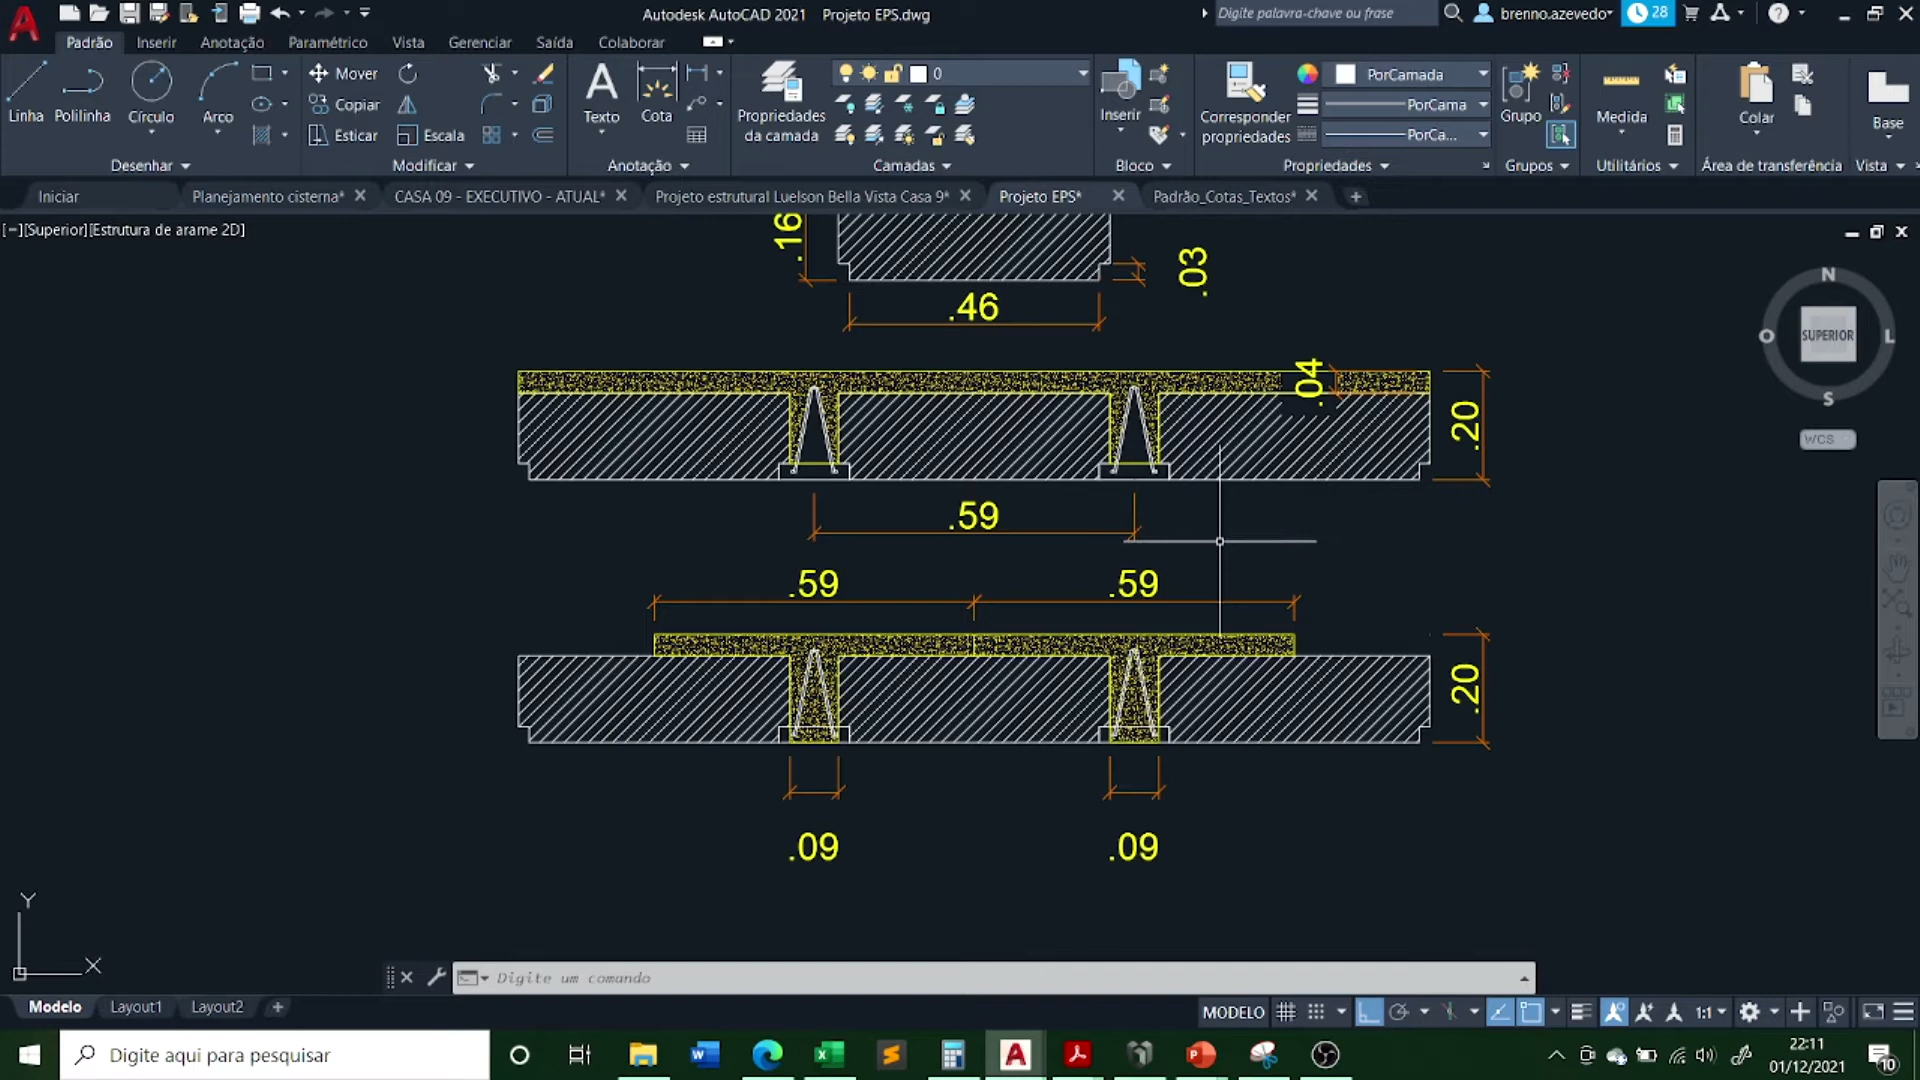 Autodesk AutoCAD 2021 Projeto EPS.dwg
Digite palavra-chave ou frase
brenno.azevedo
28
Padrão Inserir Anotação Paramétrico Vista Gerenciar Saída Colaborar
Linha Polilinha Círculo Arco
Mover
Copiar
Esticar Escala
Texto Cota
Propriedades da camada
0
Inserir
Corresponder propriedades
PorCamada
PorCama
PorCa...
Grupo
Medida
Colar
Base
Desenhar Modificar Anotação Camadas Bloco Propriedades Grupos Utilitários Área de transferência Vista
Iniciar Planejamento cisterna* CASA 09 - EXECUTIVO - ATUAL* Projeto estrutural Luelson Bella Vista Casa 9* Projeto EPS* Padrão_Cotas_Textos*
[−][Superior][Estrutura de arame 2D]
.16
.03
.46
N
O SUPERIOR L
S
WCS
.04
.20
.59
.59 .59
.20
.09 .09
Y
X
Digite um comando
Modelo Layout1 Layout2
MODELO 1:1
Digite aqui para pesquisar
22:11
01/12/2021
10